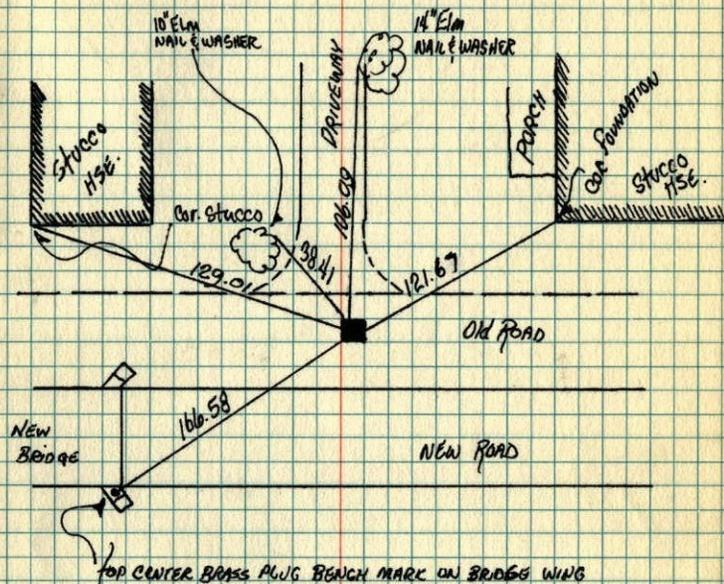 10" ELM
NAIL & WASHER
14" ELM
NAIL & WASHER
DRIVEWAY
STUCCO
HSE.
PORCH
COR FOUNDATION
STUCCO
HSE.
Cor. STUCCO
106.09
38.41
129.01
121.67
Old ROAD
166.58
NEW
BRIDGE
NEW ROAD
TOP CENTER BRASS PLUG BENCH MARK ON BRIDGE WING